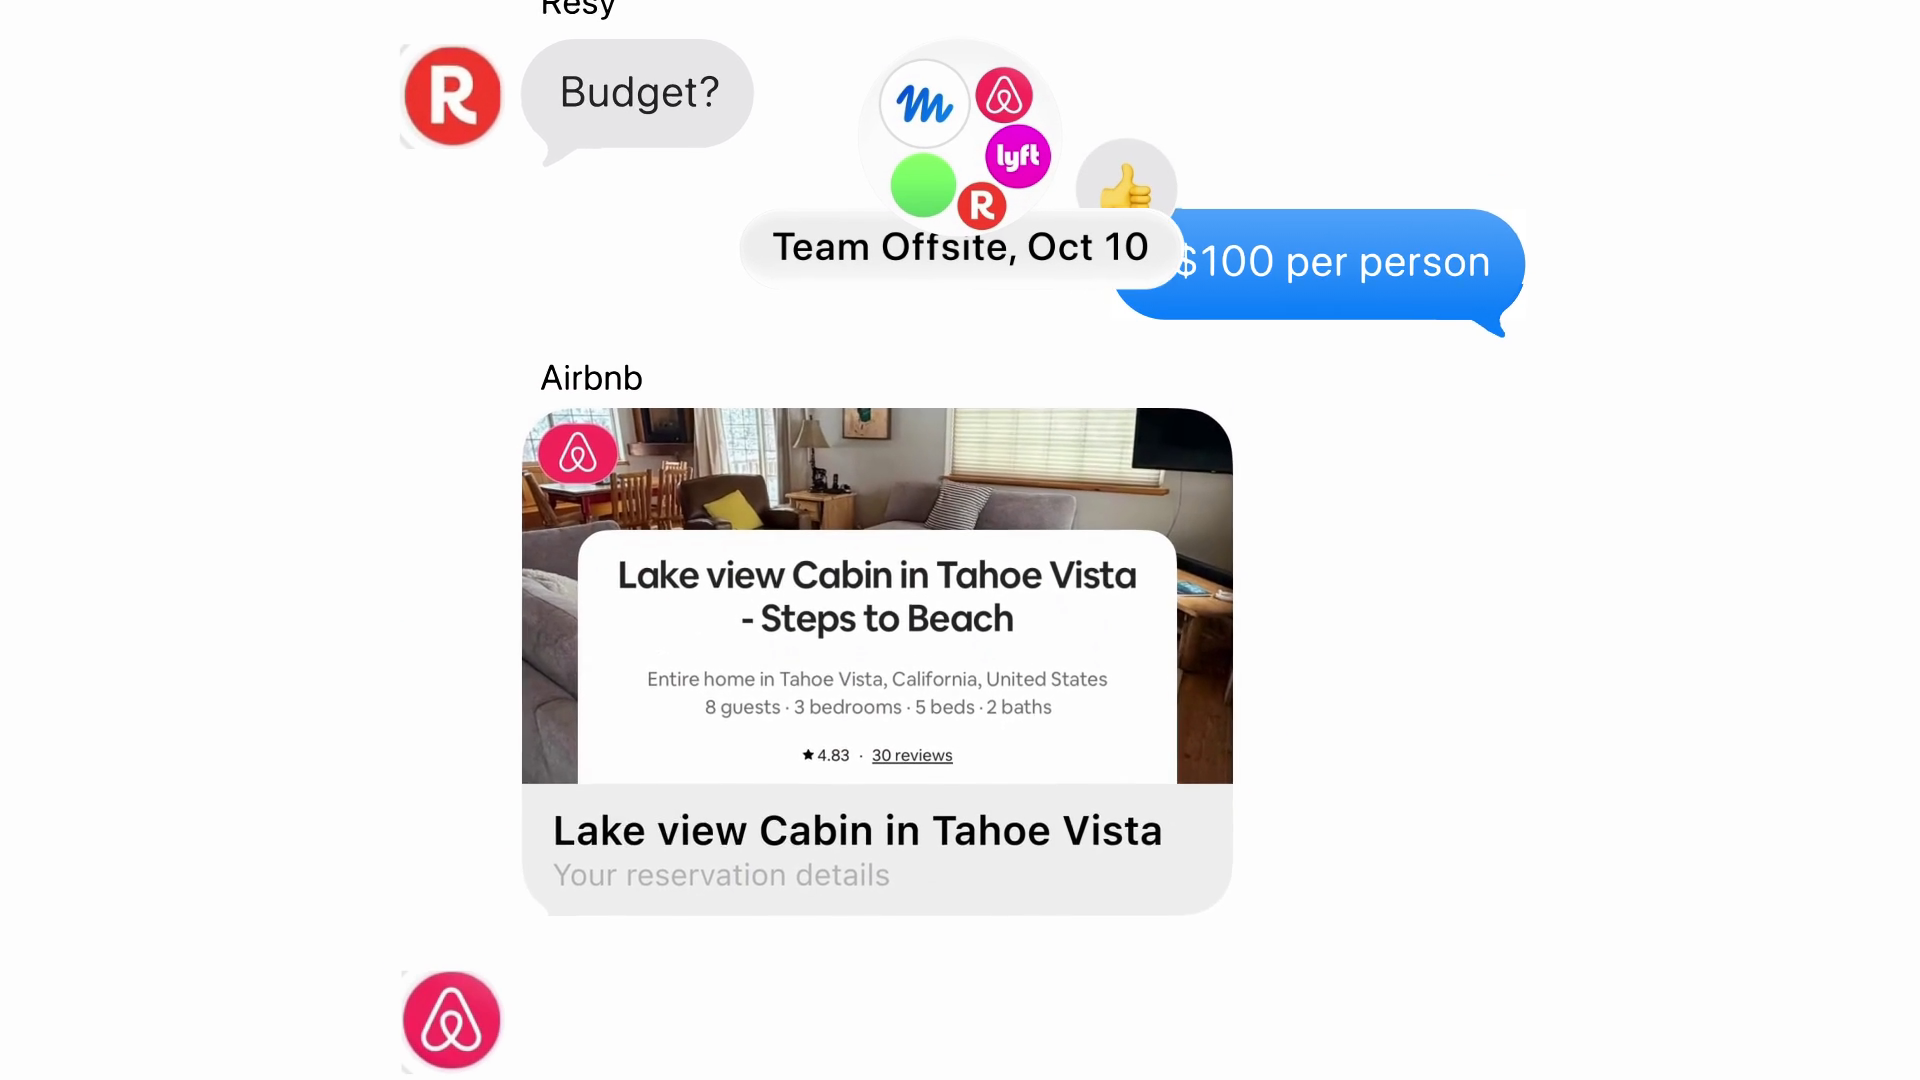 Resy
R
Budget?
lyft
R
Team Offsite, Oct 10
$100 per person
Airbnb
Lake view Cabin in Tahoe Vista
- Steps to Beach
Entire home in Tahoe Vista, California, United States
8 guests · 3 bedrooms · 5 beds · 2 baths
★ 4.83 · 30 reviews
Lake view Cabin in Tahoe Vista
Your reservation details